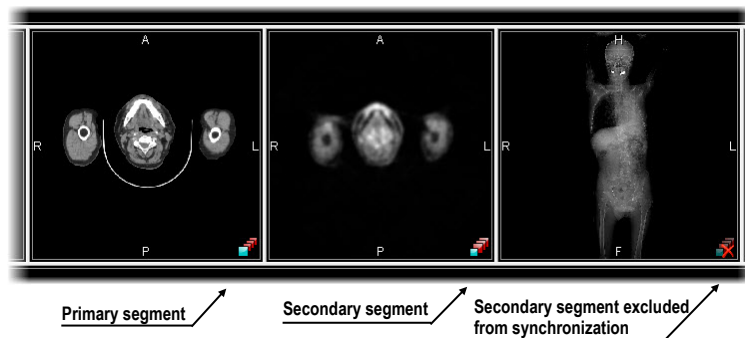 A A H
R L R L R L
P P F
Primary segment
Secondary segment
Secondary segment excluded
from synchronization